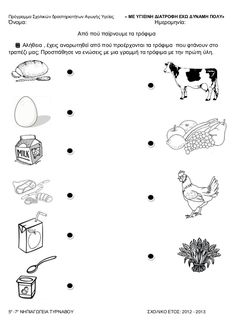 Πρόγραμμα Σχολικών δραστηριοτήτων Αγωγής Υγείας « ΜΕ ΥΓΙΕΙΝΗ ΔΙΑΤΡΟΦΗ ΕΧΩ ΔΥΝΑΜΗ ΠΟΛΥ»
Όνομα: Ημερομηνία:
Από πού παίρνουμε τα τρόφιμα
Αλήθεια , έχεις αναρωτηθεί από πού προέρχονται τα τρόφιμα που φτάνουν στο
τραπέζι μας; Προσπάθησε να ενώσεις με μια γραμμή τα τρόφιμα με την πρώτη ύλη.
MILK
5° -7° ΝΗΠΙΑΓΩΓΕΙΑ ΤΥΡΝΑΒΟΥ ΣΧΟΛΙΚΟ ΕΤΟΣ: 2012 - 2013